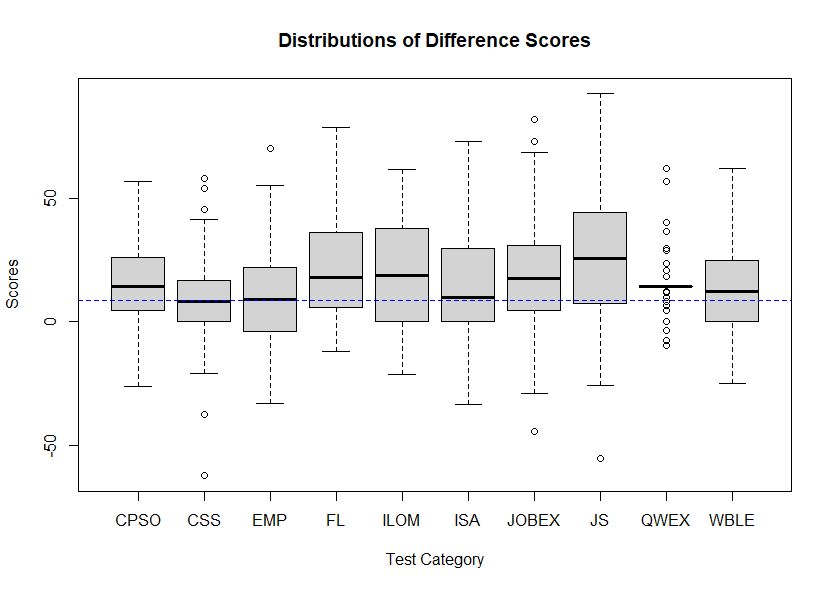 Distributions of Difference Scores
Scores
50
0
-50
CPSO CSS EMP FL ILOM ISA JOBEX JS QWEX WBLE
Test Category